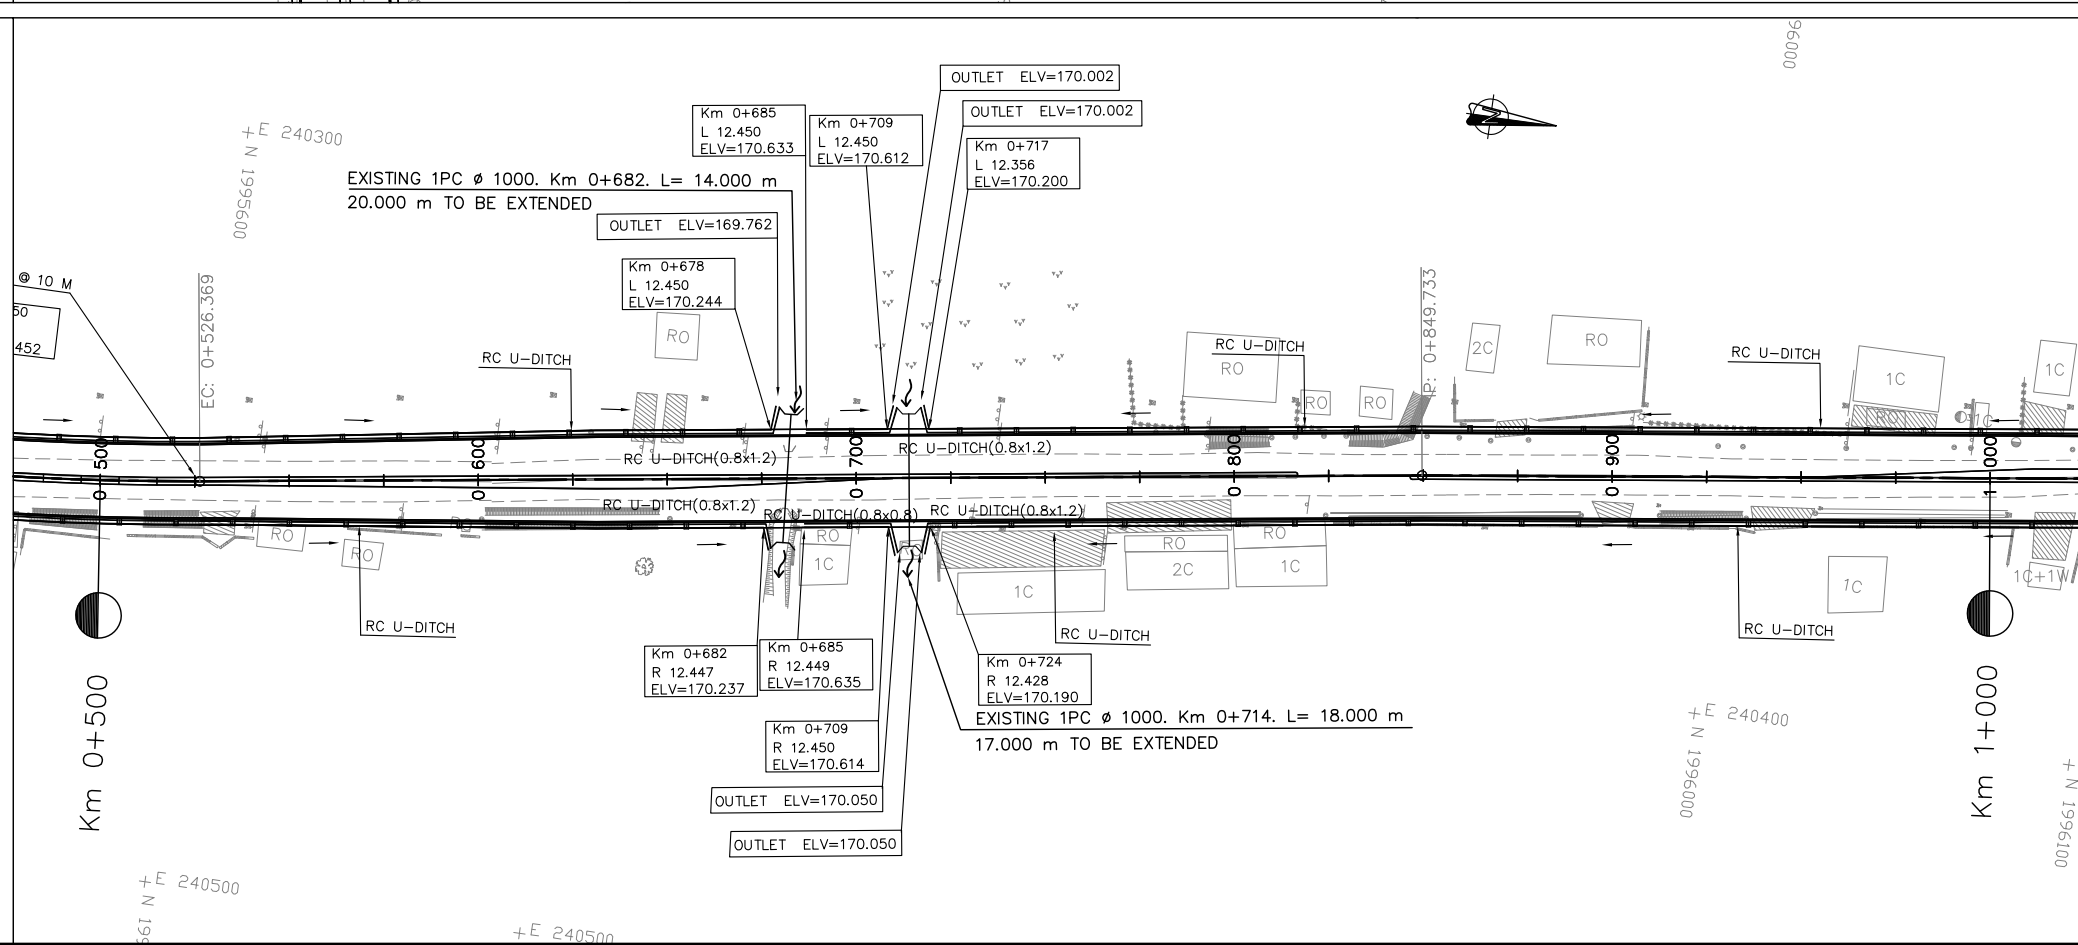 00096
OUTLET ELV=170.002
OUTLET ELV=170.002
Km 0+685
L 12.450
ELV=170.633
Km 0+709
L 12.450
ELV=170.612
Km 0+717
L 12.356
ELV=170.200
+E 240300
N 1995600
EXISTING 1PC ø 1000. Km 0+682. L= 14.000 m
20.000 m TO BE EXTENDED
OUTLET ELV=169.762
Km 0+678
L 12.450
ELV=170.244
@ 10 M
50
452
EC: 0+526.369
P: 0+849.733
RO
RC U-DITCH
RC U-DITCH
RC U-DITCH
RO
RO
RO
2C
RO
1C
RO
1C
1C
0 500
0 600
0 700
0 800
0 900
1 000
RC U-DITCH(0.8x1.2)
RC U-DITCH(0.8x1.2)
RC U-DITCH(0.8x1.2)
RC U-DITCH(0.8x0.8)
RC U-DITCH(0.8x1.2)
RO
RO
RO
1C
1C
RO
2C
RO
1C
1C
1C+1W
RC U-DITCH
RC U-DITCH
RC U-DITCH
Km 0+682
R 12.447
ELV=170.237
Km 0+685
R 12.449
ELV=170.635
Km 0+724
R 12.428
ELV=170.190
EXISTING 1PC ø 1000. Km 0+714. L= 18.000 m
17.000 m TO BE EXTENDED
Km 0+709
R 12.450
ELV=170.614
OUTLET ELV=170.050
OUTLET ELV=170.050
Km 0+500
Km 1+000
+E 240400
N 1996000
+ N 1996100
+E 240500
N 199
+E 240500